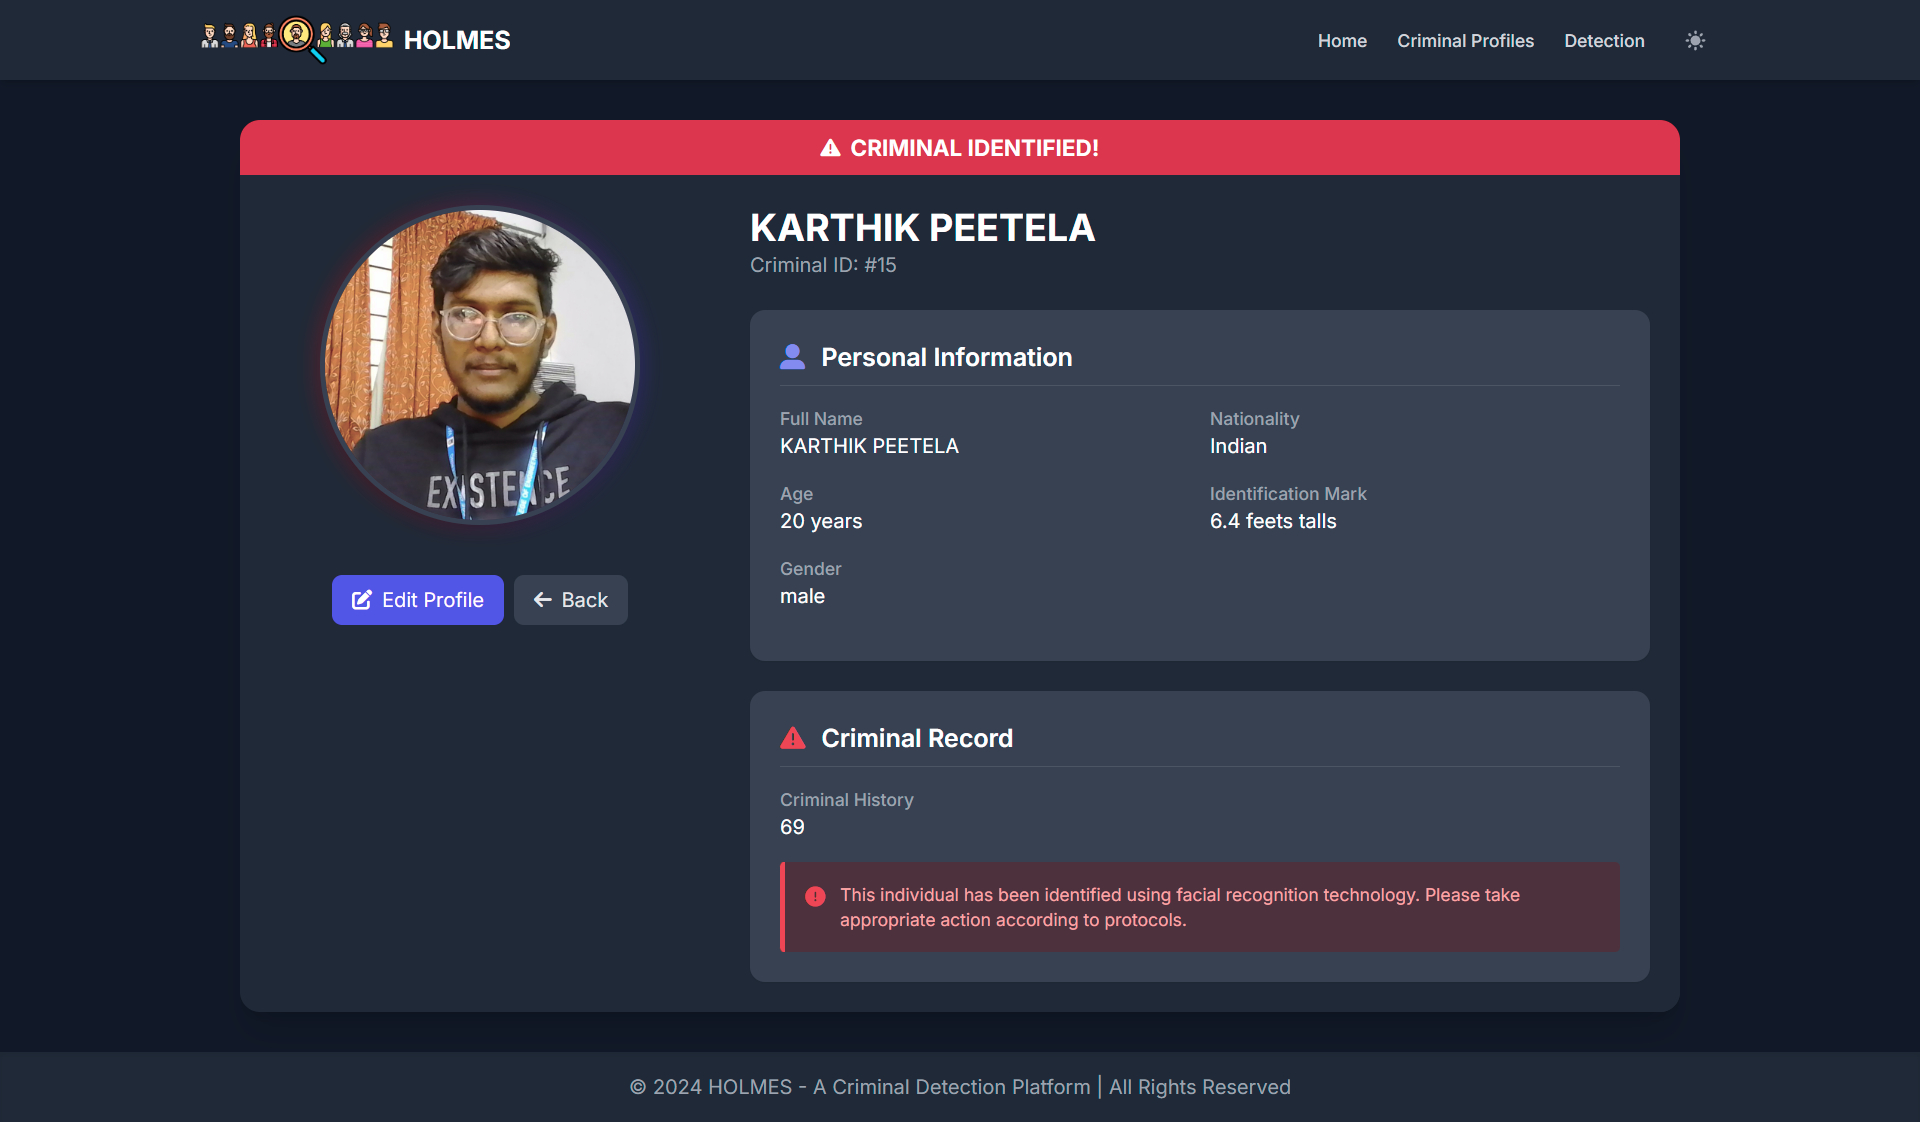 HOLMES
Home
Criminal Profiles
Detection
CRIMINAL IDENTIFIED!
EXISTENCE
Edit Profile
Back
KARTHIK PEETELA
Criminal ID: #15
Personal Information
Full Name
KARTHIK PEETELA
Nationality
Indian
Age
20 years
Identification Mark
6.4 feets talls
Gender
male
Criminal Record
Criminal History
69
This individual has been identified using facial recognition technology. Please take
appropriate action according to protocols.
© 2024 HOLMES - A Criminal Detection Platform | All Rights Reserved